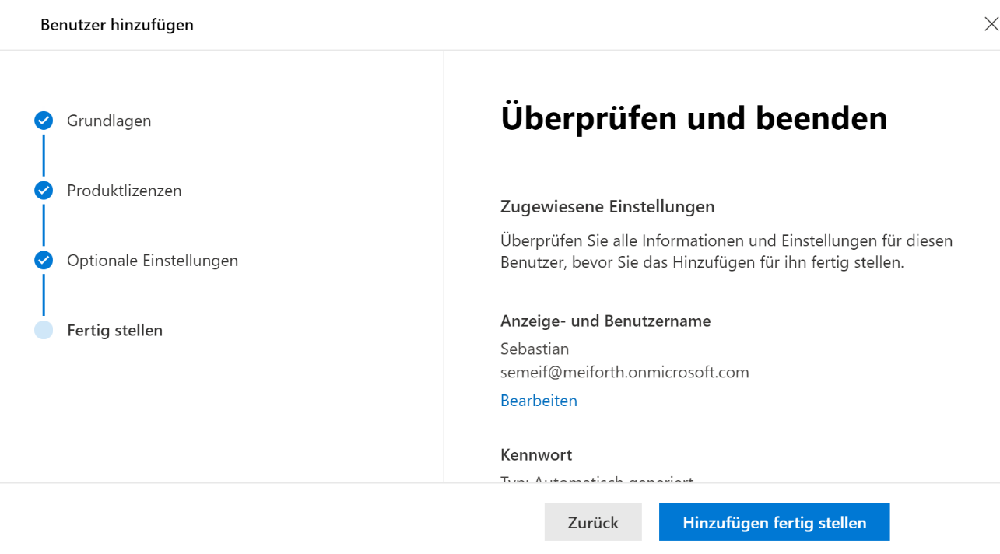 Benutzer hinzufügen
Grundlagen
Produktlizenzen
Optionale Einstellungen
Fertig stellen
Überprüfen und beenden
Zugewiesene Einstellungen
Überprüfen Sie alle Informationen und Einstellungen für diesen
Benutzer, bevor Sie das Hinzufügen für ihn fertig stellen.
Anzeige- und Benutzername
Sebastian
semeif@meiforth.onmicrosoft.com
Bearbeiten
Kennwort
Typ: Automatisch generiert
Zurück
Hinzufügen fertig stellen